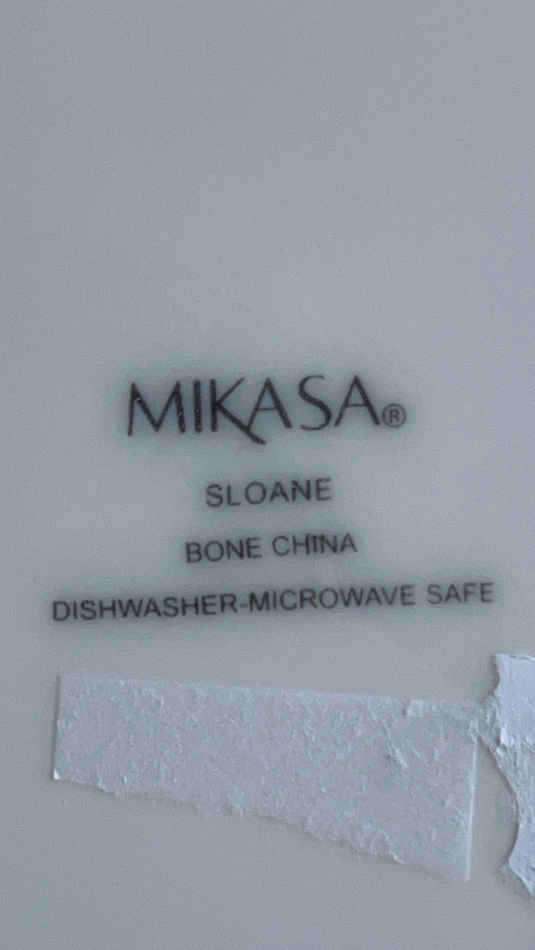 MIKASA®
SLOANE
BONE CHINA
DISHWASHER-MICROWAVE SAFE